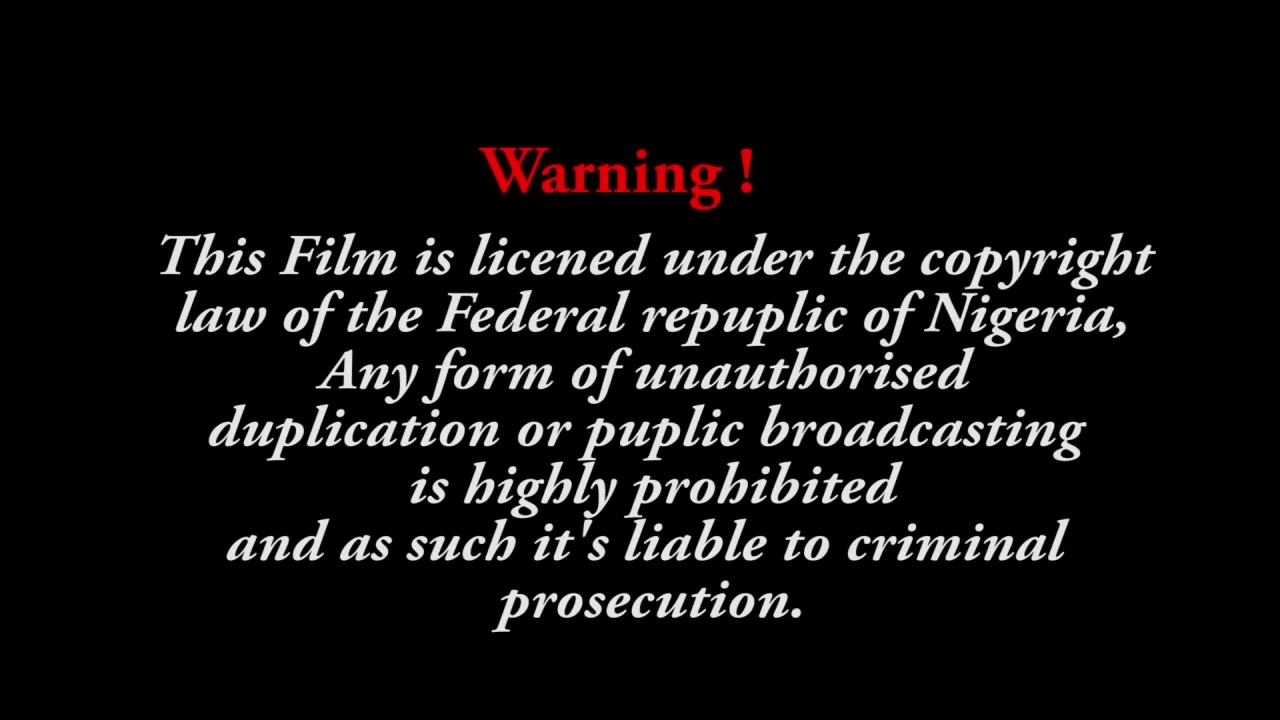 Warning !
This Film is licened under the copyright
law of the Federal repuplic of Nigeria,
Any form of unauthorised
duplication or puplic broadcasting
is highly prohibited
and as such it's liable to criminal
prosecution.